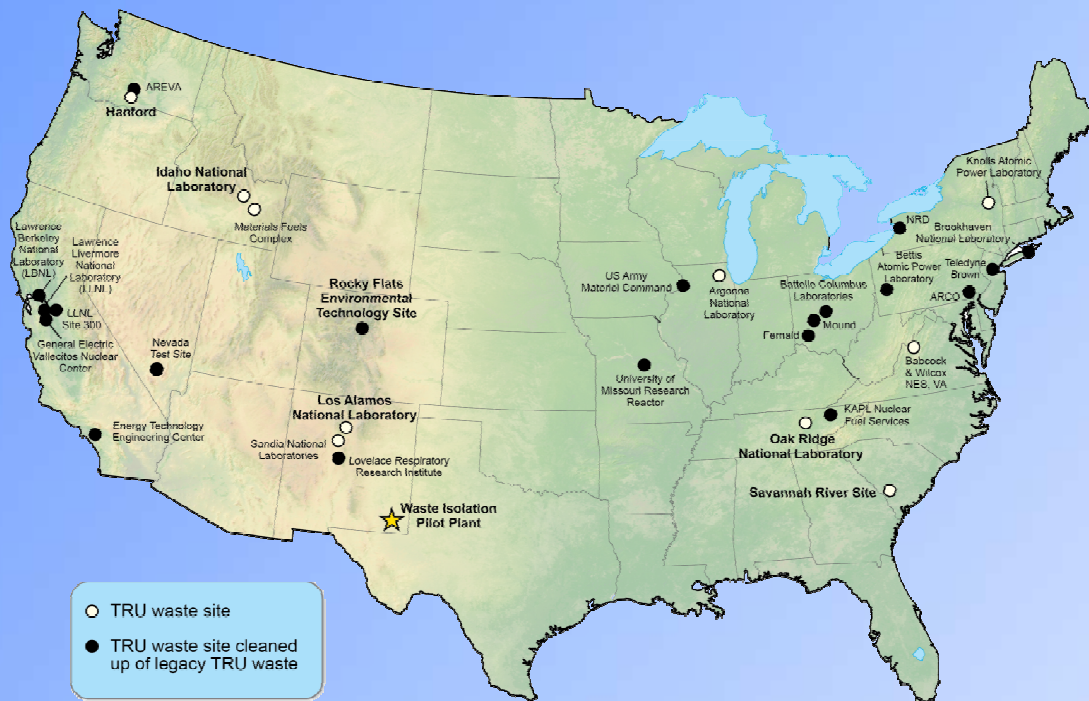 AREVA
Hanford
Idaho National
Laboratory
Materials Fuels
Complex
Knolls Atomic
Power Laboratory
NRD
Brookhaven
National Laboratory
Bettis
Atomic Power
Laboratory
Teledyne
Brown
ARCO
Lawrence
Berkeley
National
Laboratory
(LBNL)
Lawrence
Livermore
National
Laboratory
(LLNL)
LLNL
Site 300
General Electric
Vallecitos Nuclear
Center
Nevada
Test Site
Rocky Flats
Environmental
Technology Site
US Army
Materiel Command
Argonne
National
Laboratory
Battelle Columbus
Laboratories
Mound
Fernald
Babcock
& Wilcox
NES, VA
University of
Missouri Research
Reactor
Los Alamos
National Laboratory
Energy Technology
Engineering Center
Sandia National
Laboratories
Lovelace Respiratory
Research Institute
KAPL Nuclear
Fuel Services
Oak Ridge
National Laboratory
Savannah River Site
Waste Isolation
Pilot Plant
TRU waste site
TRU waste site cleaned
up of legacy TRU waste